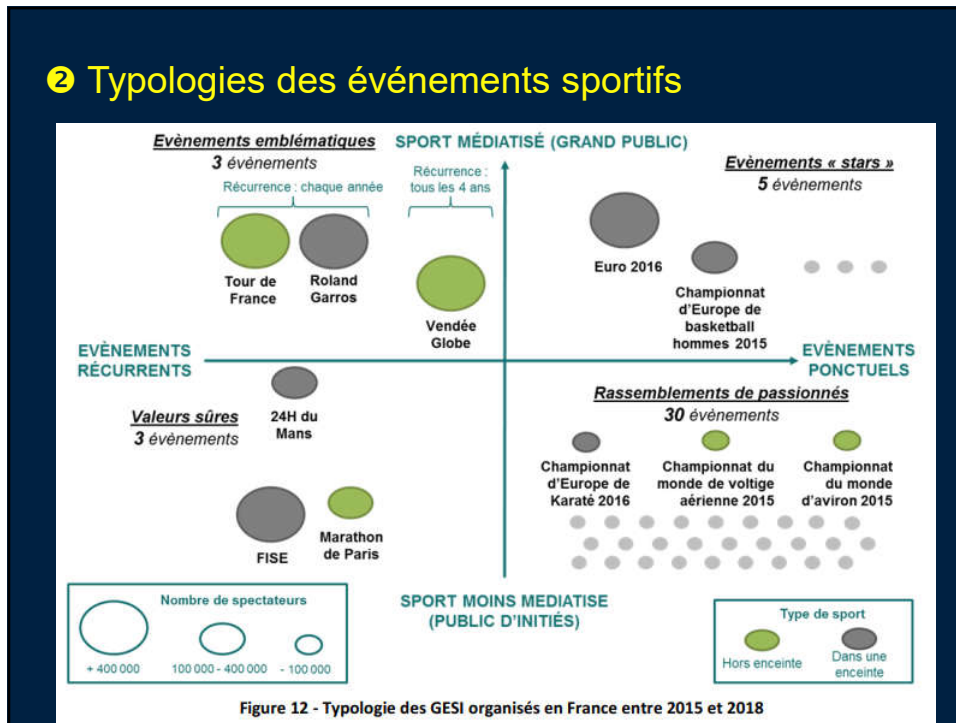 ❷ Typologies des événements sportifs
Evènements emblématiques
3 évènements
SPORT MÉDIATISÉ (GRAND PUBLIC)
Evènements « stars »
5 évènements
Récurrence : chaque année
Récurrence :
tous les 4 ans
Tour de
France
Roland
Garros
Vendée
Globe
Euro 2016
Championnat
d'Europe de
basketball
hommes 2015
EVÈNEMENTS
RÉCURRENTS
EVÈNEMENTS
PONCTUELS
Valeurs sûres
3 évènements
24H du
Mans
FISE
Marathon
de Paris
Rassemblements de passionnés
30 évènements
Championnat
d'Europe de
Karaté 2016
Championnat du
monde de voltige
aérienne 2015
Championnat
du monde
d'aviron 2015
SPORT MOINS MEDIATISE
(PUBLIC D'INITIÉS)
Nombre de spectateurs
+ 400 000
100 000 - 400 000
- 100 000
Type de sport
Hors enceinte
Dans une
enceinte
Figure 12 - Typologie des GESI organisés en France entre 2015 et 2018